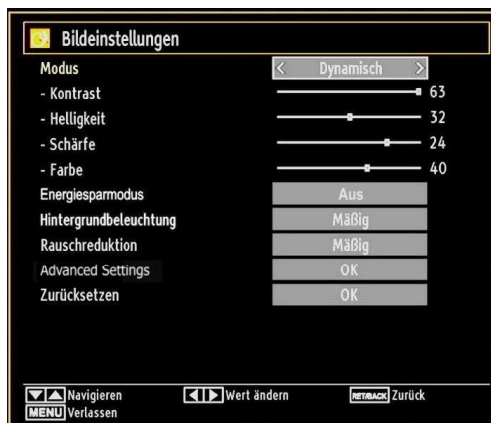 Bildeinstellungen
Modus Dynamisch
- Kontrast 63
- Helligkeit 32
- Schärfe 24
- Farbe 40
Energiesparmodus Aus
Hintergrundbeleuchtung Mäßig
Rauschreduktion Mäßig
Advanced Settings OK
Zurücksetzen OK
Navigieren Wert ändern RET/BACK Zurück
MENU Verlassen